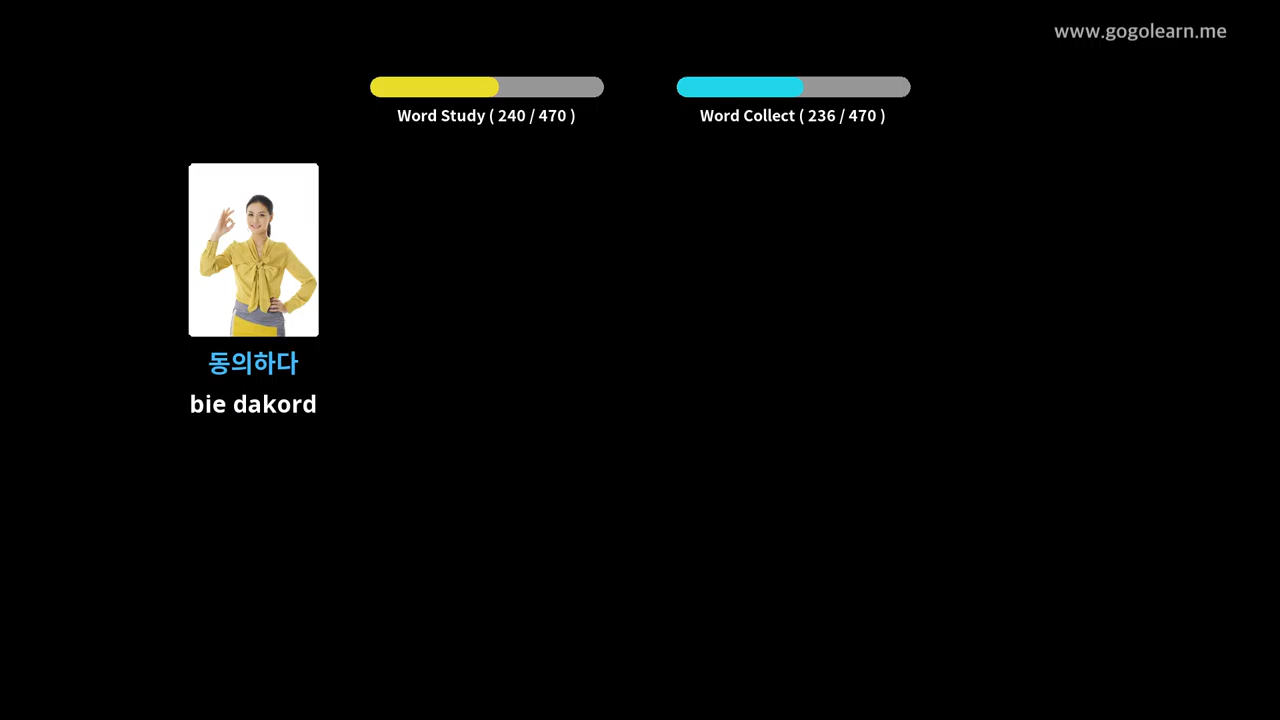 www.gogolearn.me
Word Study ( 240 / 470 )
Word Collect ( 236 / 470 )
동의하다
bie dakord